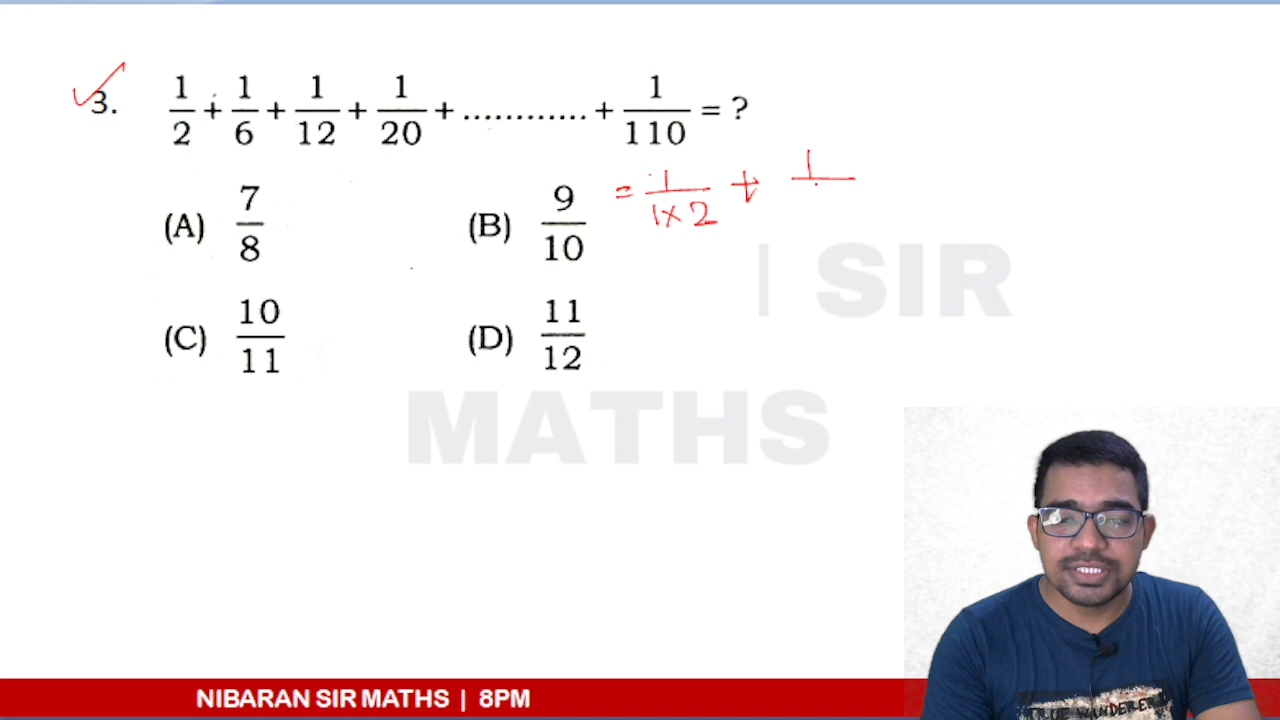 3. 1/2 + 1/6 + 1/12 + 1/20 + ............ + 1/110 = ?
= 1/1×2 + 1/
(A) 7/8 (B) 9/10
(C) 10/11 (D) 11/12
SIR
MATHS
NIBARAN SIR MATHS | 8PM